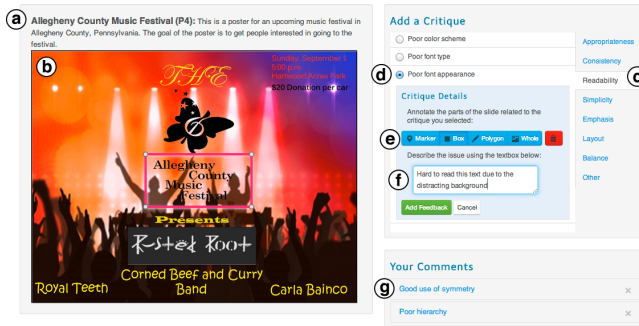 a
Allegheny County Music Festival (P4): This is a poster for an upcoming music festival in
Allegheny County, Pennsylvania. The goal of the poster is to get people interested in going to the
festival.
b
THE
Sunday, September 1
5:00 p.m.
Hartwood Acres Park
$20 Donation per car
Allegheny
County
Music
Festival
Presents
Rusted Root
Corned Beef and Curry
Band
Royal Teeth
Carla Bainco
Add a Critique
Poor color scheme
Poor font type
d
Poor font appearance
Critique Details
Annotate the parts of the slide related to the
critique you selected:
e
Marker Box Polygon Whole
Describe the issue using the textbox below:
f
Hard to read this text due to the
distracting background
Add Feedback Cancel
Appropriateness
Consistency
Readability
c
Simplicity
Emphasis
Layout
Balance
Other
Your Comments
g
Good use of symmetry
Poor hierarchy